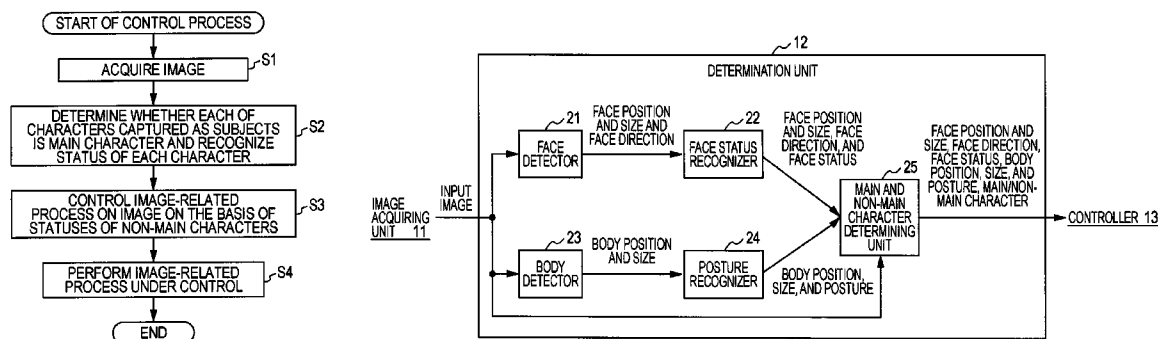 START OF CONTROL PROCESS
S1
ACQUIRE IMAGE
S2
DETERMINE WHETHER EACH OF
CHARACTERS CAPTURED AS SUBJECTS
IS MAIN CHARACTER AND RECOGNIZE
STATUS OF EACH CHARACTER
S3
CONTROL IMAGE-RELATED
PROCESS ON IMAGE ON THE BASIS OF
STATUSES OF NON-MAIN CHARACTERS
S4
PERFORM IMAGE-RELATED
PROCESS UNDER CONTROL
END
12
DETERMINATION UNIT
21
FACE
DETECTOR
FACE POSITION
AND SIZE AND
FACE DIRECTION
22
FACE STATUS
RECOGNIZER
FACE
POSITION
AND SIZE, FACE
DIRECTION, AND
FACE STATUS
25
MAIN AND
NON-MAIN
CHARACTER
DETERMINING
UNIT
FACE POSITION AND
SIZE, FACE DIRECTION,
FACE STATUS, BODY
POSITION, SIZE, AND
POSTURE, MAIN/NON-
MAIN CHARACTER
CONTROLLER 13
IMAGE
ACQUIRING
UNIT 11
INPUT
IMAGE
23
BODY
DETECTOR
BODY POSITION
AND SIZE
24
POSTURE
RECOGNIZER
BODY POSITION,
SIZE, AND POSTURE